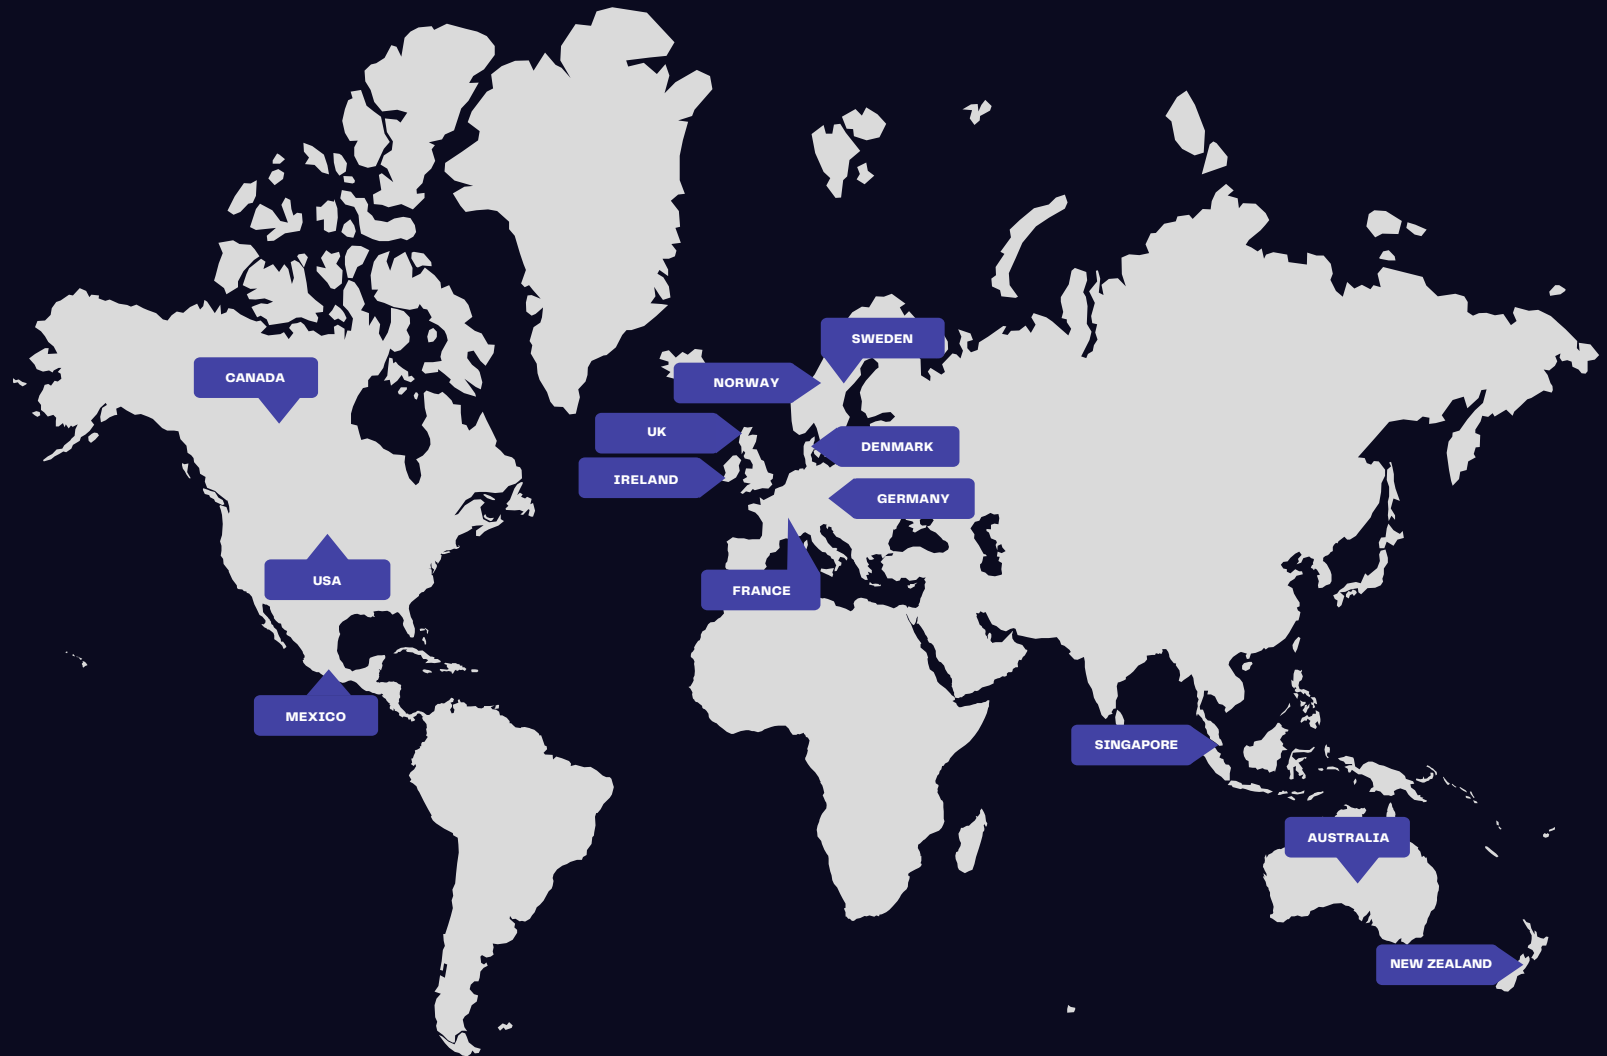 SWEDEN
CANADA
NORWAY
UK
DENMARK
IRELAND
GERMANY
USA
FRANCE
MEXICO
SINGAPORE
AUSTRALIA
NEW ZEALAND